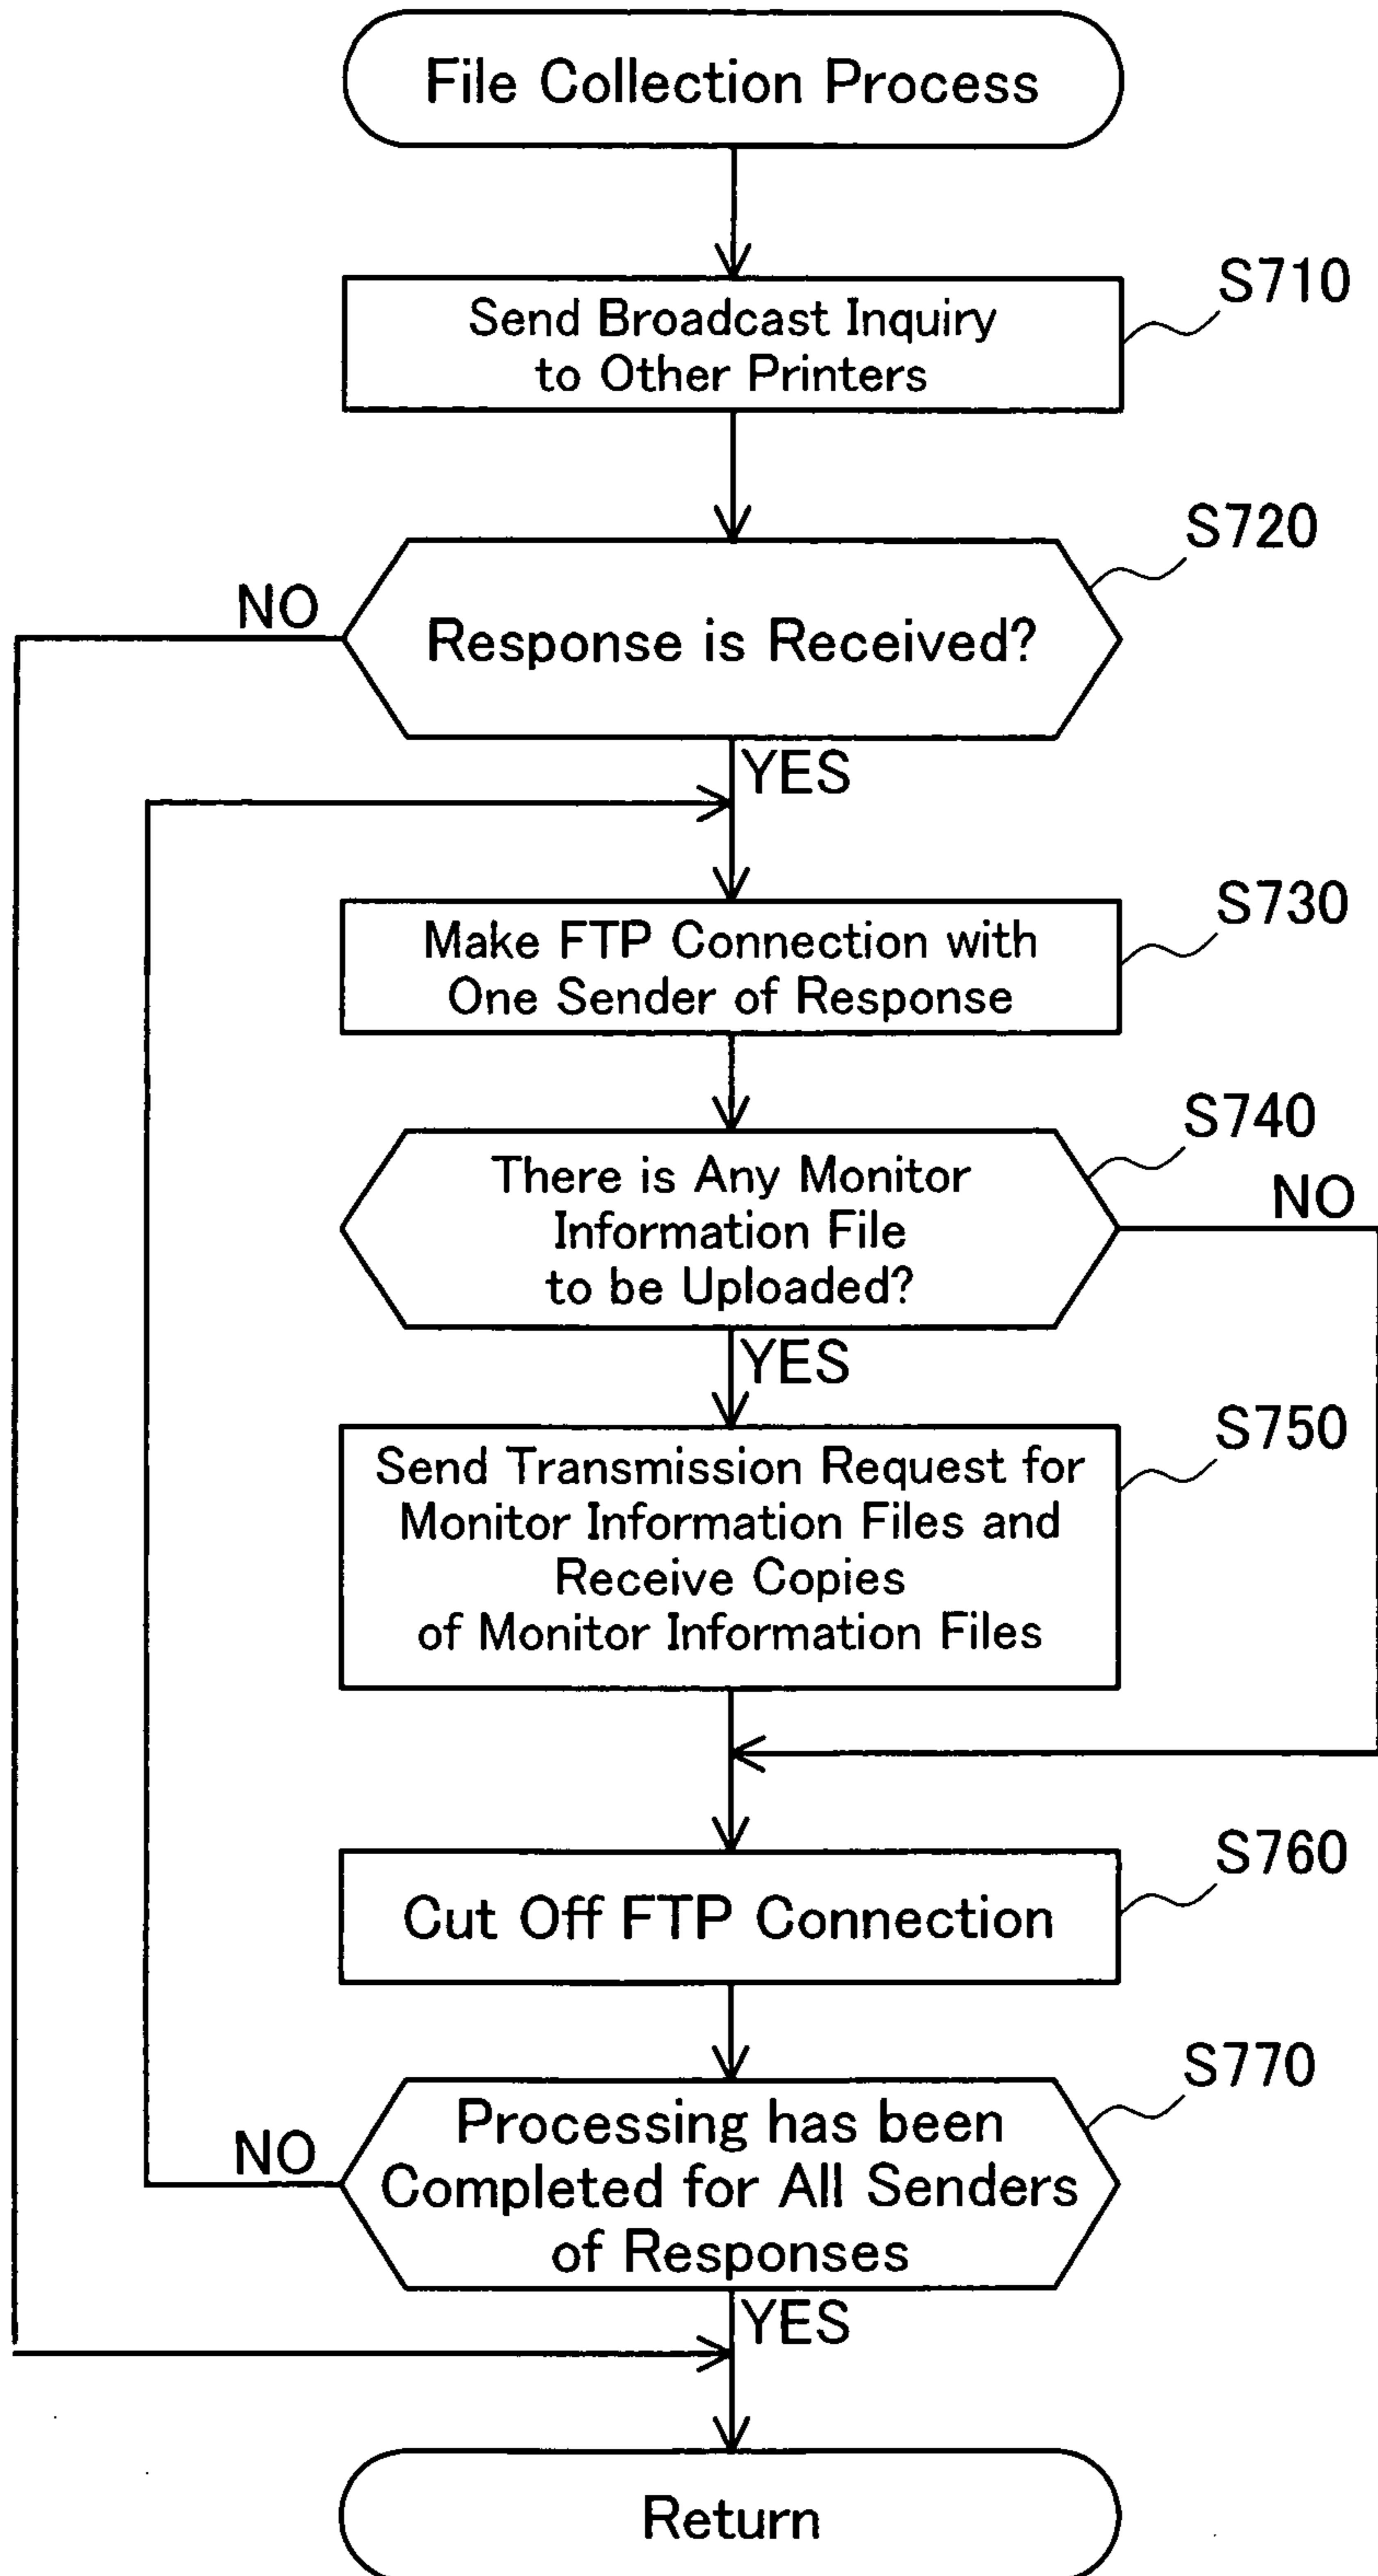 File Collection Process
S710
Send Broadcast Inquiry
to Other Printers
S720
NO
Response is Received?
YES
S730
Make FTP Connection with
One Sender of Response
S740
There is Any Monitor
Information File
to be Uploaded?
NO
YES
S750
Send Transmission Request for
Monitor Information Files and
Receive Copies
of Monitor Information Files
S760
Cut Off FTP Connection
S770
NO
Processing has been
Completed for All Senders
of Responses
YES
Return